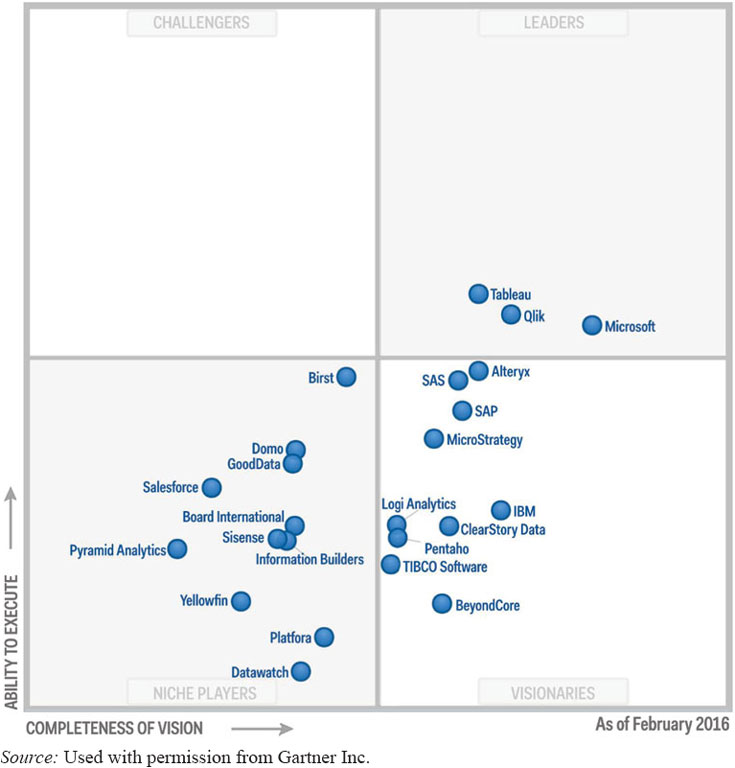 CHALLENGERS
LEADERS
Tableau
Qlik
Microsoft
Birst
Alteryx
SAS
SAP
MicroStrategy
Domo
GoodData
Salesforce
Logi Analytics
IBM
Board International
ClearStory Data
Sisense
Pentaho
Pyramid Analytics
Information Builders
TIBCO Software
Yellowfin
BeyondCore
Platfora
Datawatch
NICHE PLAYERS
VISIONARIES
ABILITY TO EXECUTE
COMPLETENESS OF VISION
As of February 2016
Source: Used with permission from Gartner Inc.